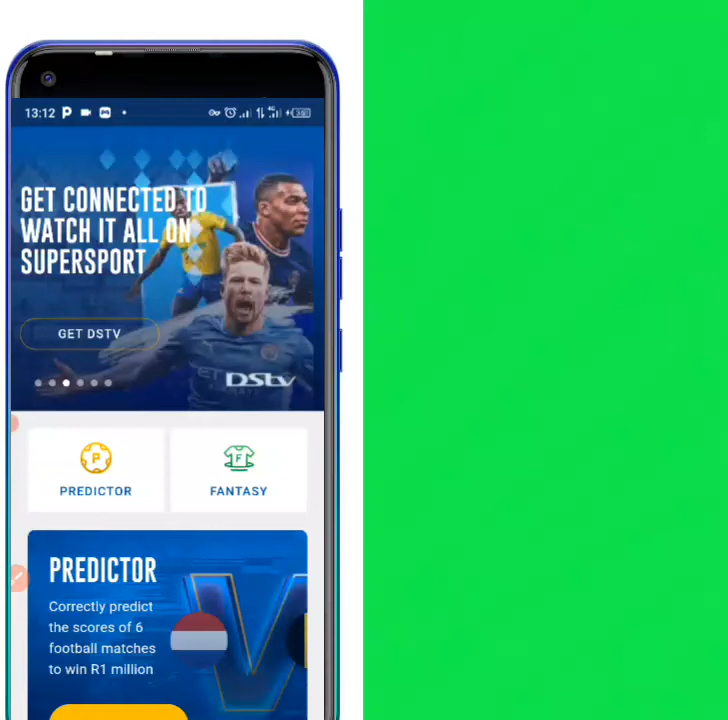 13:12
GET CONNECTED TO
WATCH IT ALL ON
SUPERSPORT
GET DSTV
DStv
P
F
PREDICTOR
FANTASY
PREDICTOR
Correctly predict
the scores of 6
football matches
to win R1 million
V